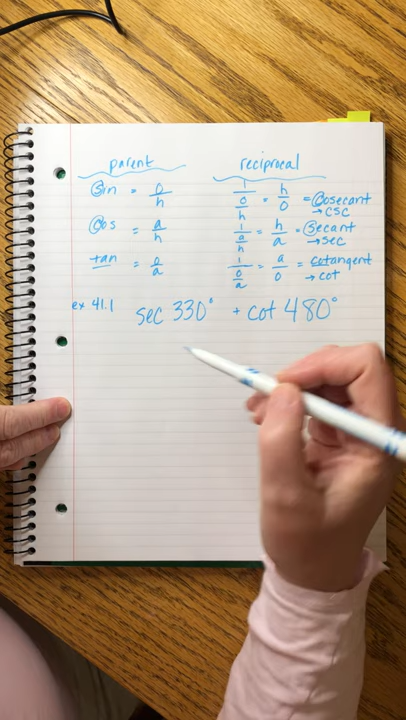 parent reciprocal
sin = o/h 1/(o/h) = h/o = cosecant
→ csc
cos = a/h 1/(a/h) = h/a = secant
→ sec
tan = o/a 1/(o/a) = a/o = cotangent
→ cot
ex 41.1 sec 330° + cot 480°